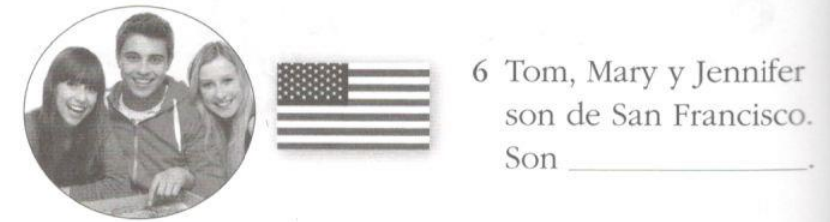 6 Tom, Mary y Jennifer
son de San Francisco.
Son ____________.